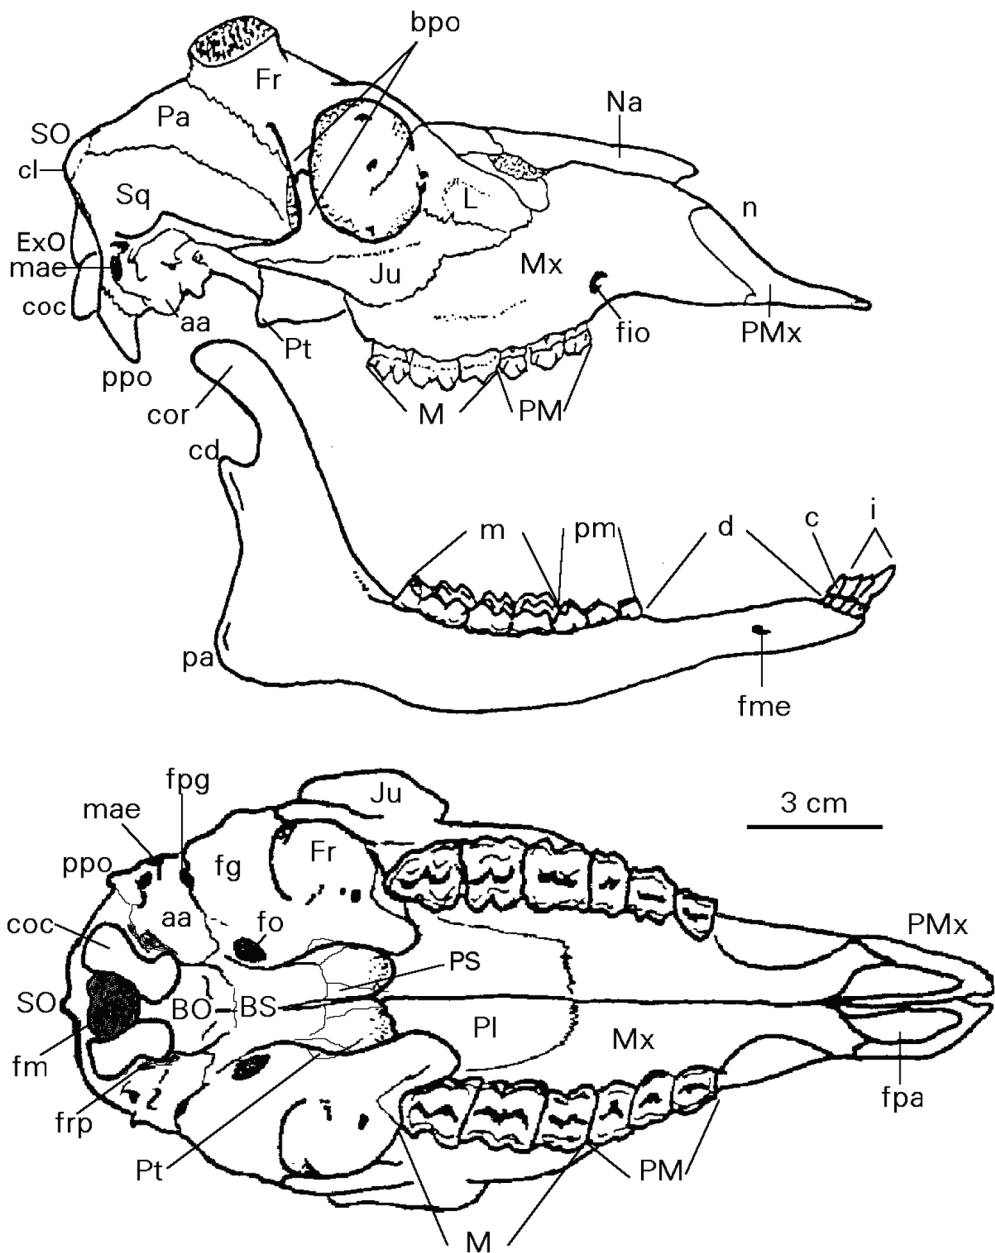 bpo
Fr
Na
Pa
SO
cl
Sq
L
n
ExO
mae
Ju
Mx
coc
aa
Pt
fio
PMx
ppo
M
PM
cor
cd
m
pm
d
c
i
pa
fme
fpg
Ju
3 cm
mae
ppo
fg
Fr
aa
fo
coc
PMx
PS
SO
BO
BS
Pl
Mx
fm
fpa
frp
Pt
PM
M